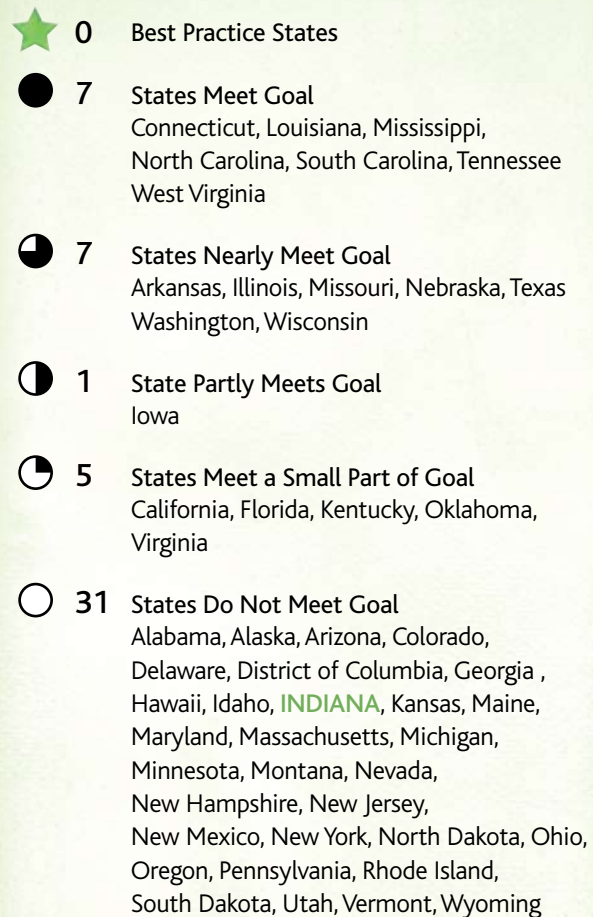 0 Best Practice States
7 States Meet Goal
Connecticut, Louisiana, Mississippi,
North Carolina, South Carolina, Tennessee
West Virginia
7 States Nearly Meet Goal
Arkansas, Illinois, Missouri, Nebraska, Texas
Washington, Wisconsin
1 State Partly Meets Goal
Iowa
5 States Meet a Small Part of Goal
California, Florida, Kentucky, Oklahoma,
Virginia
31 States Do Not Meet Goal
Alabama, Alaska, Arizona, Colorado,
Delaware, District of Columbia, Georgia ,
Hawaii, Idaho, INDIANA, Kansas, Maine,
Maryland, Massachusetts, Michigan,
Minnesota, Montana, Nevada,
New Hampshire, New Jersey,
New Mexico, New York, North Dakota, Ohio,
Oregon, Pennsylvania, Rhode Island,
South Dakota, Utah, Vermont, Wyoming